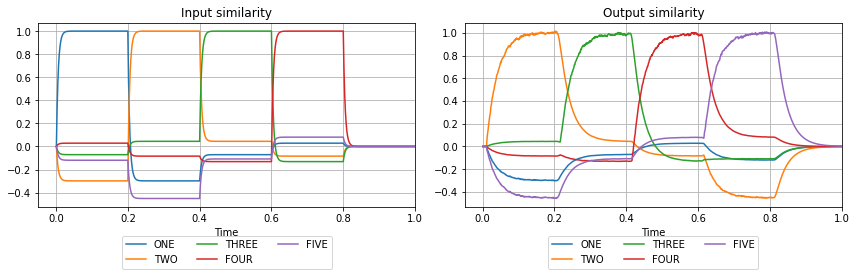 Input similarity
1.0
0.8
0.6
0.4
0.2
0.0
−0.2
−0.4
0.0 0.2 0.4 0.6 0.8 1.0
Time
ONE THREE FIVE
TWO FOUR
Output similarity
1.0
0.8
0.6
0.4
0.2
0.0
−0.2
−0.4
0.0 0.2 0.4 0.6 0.8 1.0
Time
ONE THREE FIVE
TWO FOUR